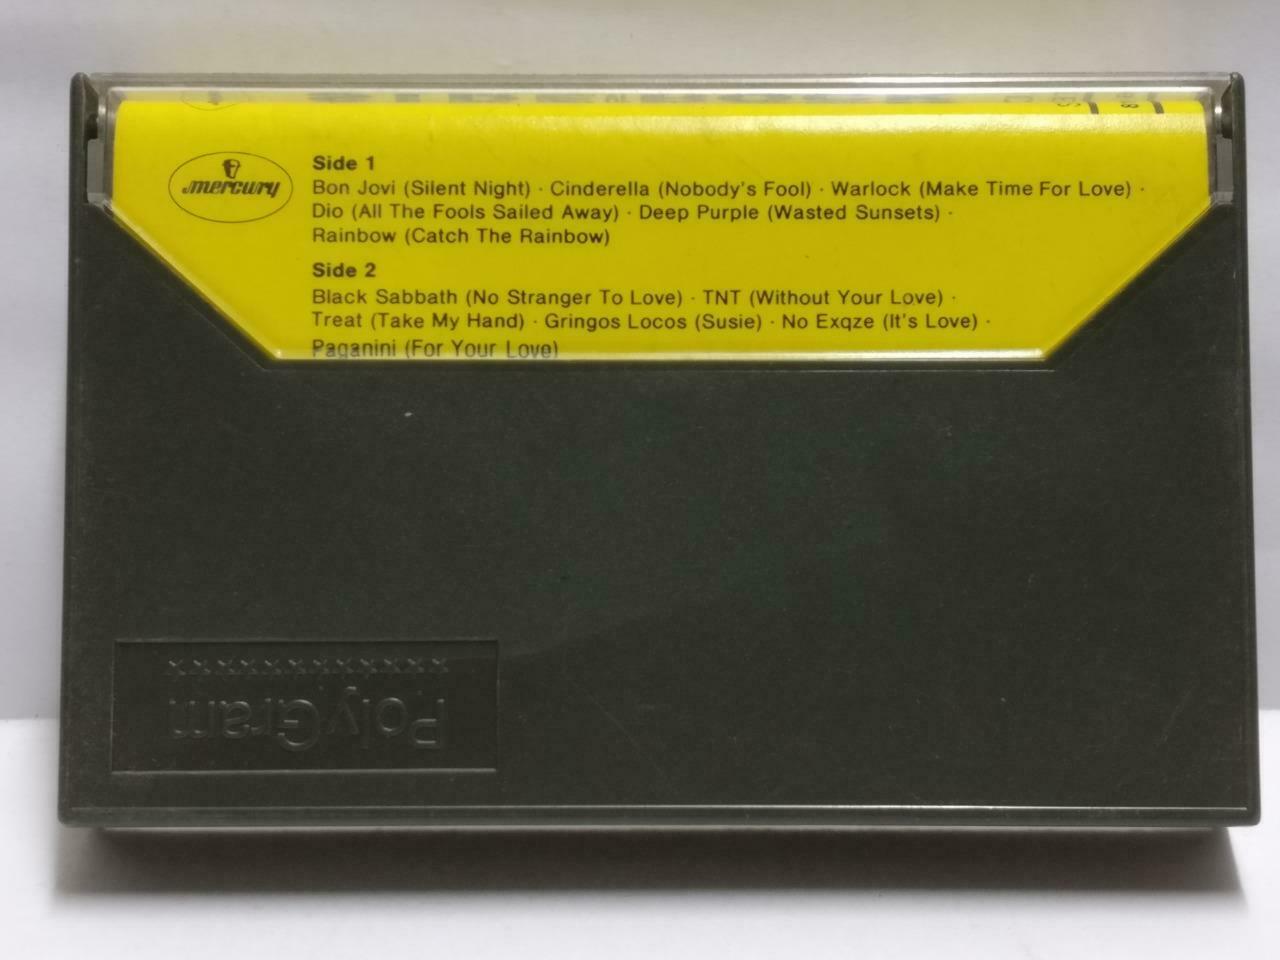 mercury
Side 1
Bon Jovi (Silent Night) · Cinderella (Nobody's Fool) · Warlock (Make Time For Love) ·
Dio (All The Fools Sailed Away) · Deep Purple (Wasted Sunsets) ·
Rainbow (Catch The Rainbow)
Side 2
Black Sabbath (No Stranger To Love) · TNT (Without Your Love) ·
Treat (Take My Hand) · Gringos Locos (Susie) · No Exqze (It's Love) ·
Paganini (For Your Love)
PolyGram